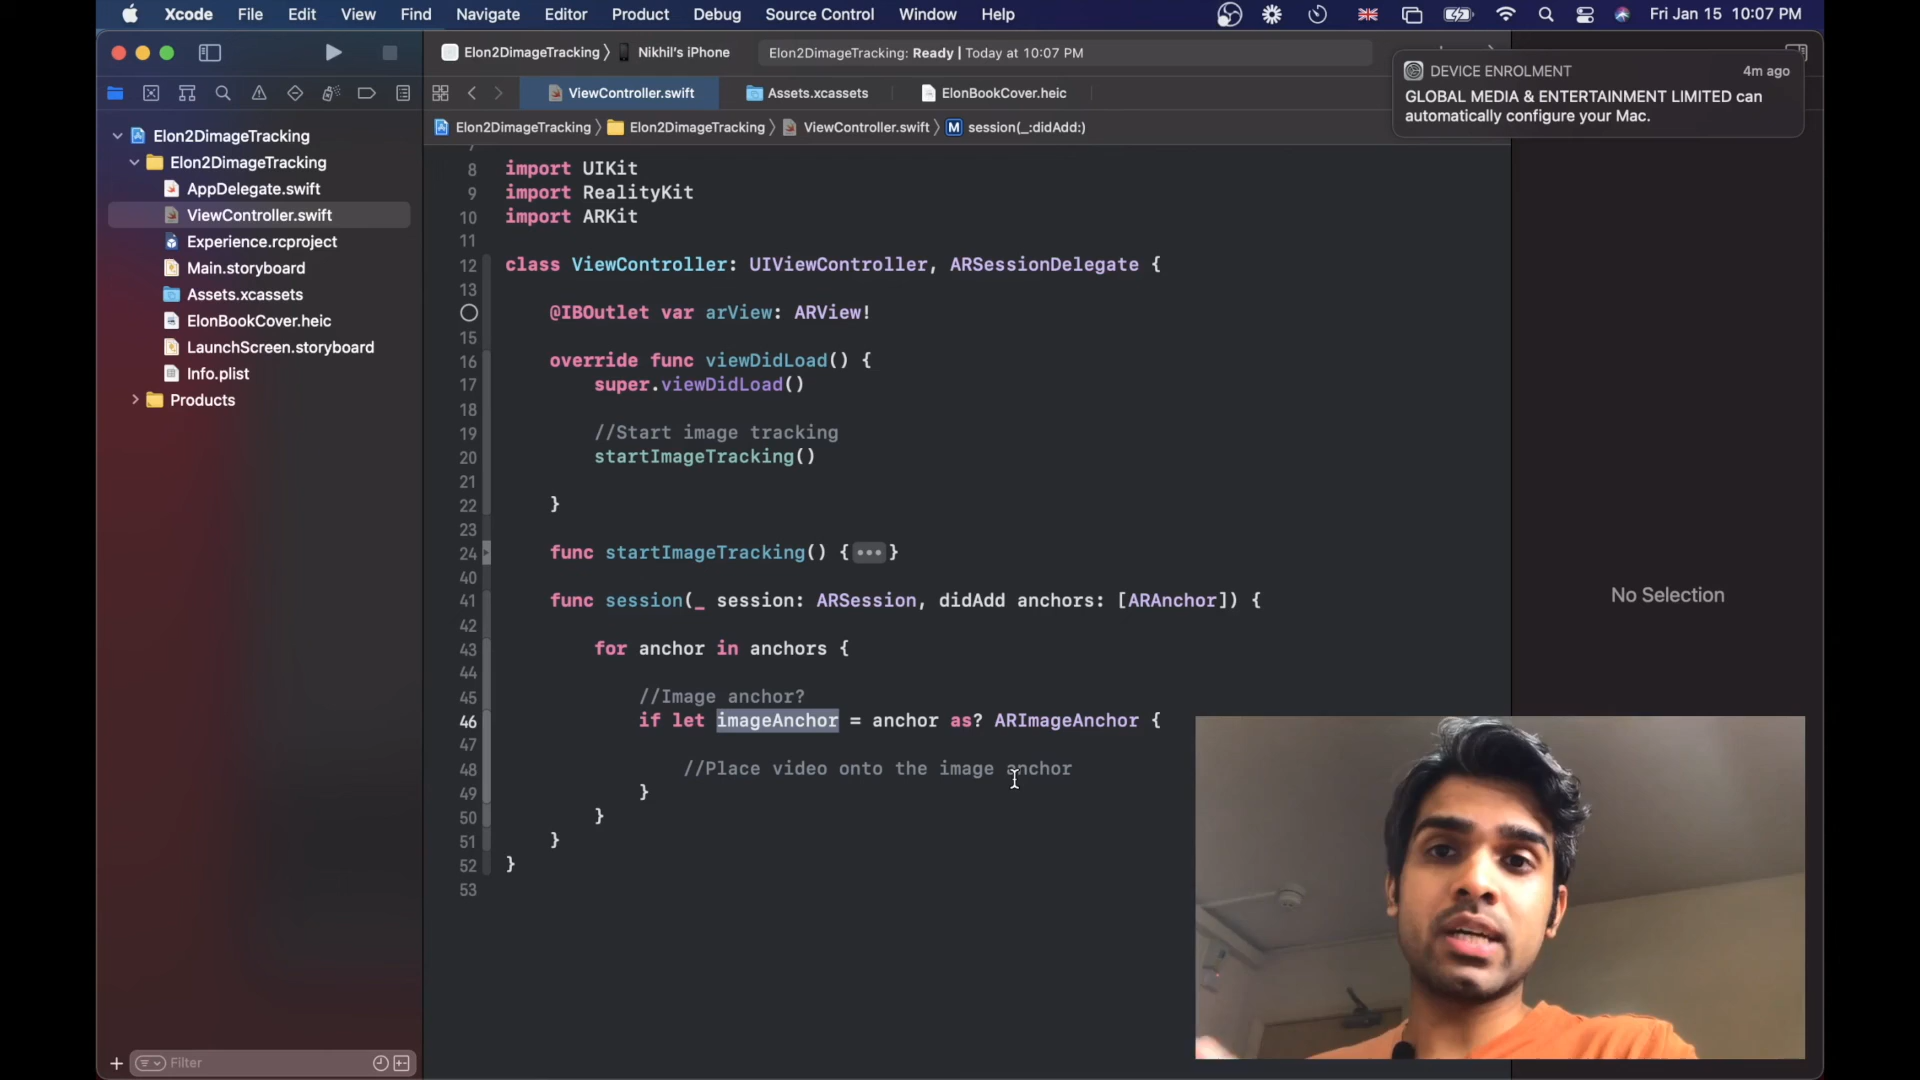 Xcode File Edit View Find Navigate Editor Product Debug Source Control Window Help Fri Jan 15 10:07 PM
Elon2DimageTracking 〉 Nikhil's iPhone
Elon2DimageTracking: Ready | Today at 10:07 PM
DEVICE ENROLMENT 4m ago
GLOBAL MEDIA & ENTERTAINMENT LIMITED can
automatically configure your Mac.
ViewController.swift Assets.xcassets ElonBookCover.heic
Elon2DimageTracking 〉 Elon2DimageTracking 〉 ViewController.swift 〉 M session(_:didAdd:)
Elon2DimageTracking
Elon2DimageTracking
AppDelegate.swift
ViewController.swift
Experience.rcproject
Main.storyboard
Assets.xcassets
ElonBookCover.heic
LaunchScreen.storyboard
Info.plist
Products
Filter
8 import UIKit
9 import RealityKit
10 import ARKit
11
12 class ViewController: UIViewController, ARSessionDelegate {
13
@IBOutlet var arView: ARView!
15
16 override func viewDidLoad() {
17 super.viewDidLoad()
18
19 //Start image tracking
20 startImageTracking()
21
22 }
23
24 func startImageTracking() {•••}
40
41 func session(_ session: ARSession, didAdd anchors: [ARAnchor]) {
42
43 for anchor in anchors {
44
45 //Image anchor?
46 if let imageAnchor = anchor as? ARImageAnchor {
47
48 //Place video onto the image anchor
49 }
50 }
51 }
52 }
53
No Selection